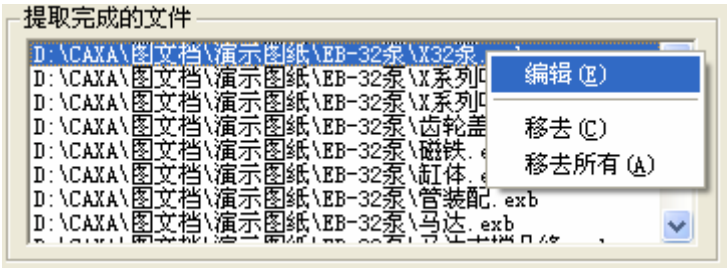 提取完成的文件
D:\CAXA\图文档\演示图纸\EB-32泵\X32泵.exb
D:\CAXA\图文档\演示图纸\EB-32泵\X系列
D:\CAXA\图文档\演示图纸\EB-32泵\X系列
D:\CAXA\图文档\演示图纸\EB-32泵\齿轮盖
D:\CAXA\图文档\演示图纸\EB-32泵\磁铁.e
D:\CAXA\图文档\演示图纸\EB-32泵\缸体.
D:\CAXA\图文档\演示图纸\EB-32泵\管装配.exb
D:\CAXA\图文档\演示图纸\EB-32泵\马达.exb
编辑(E)
移去(C)
移去所有(A)